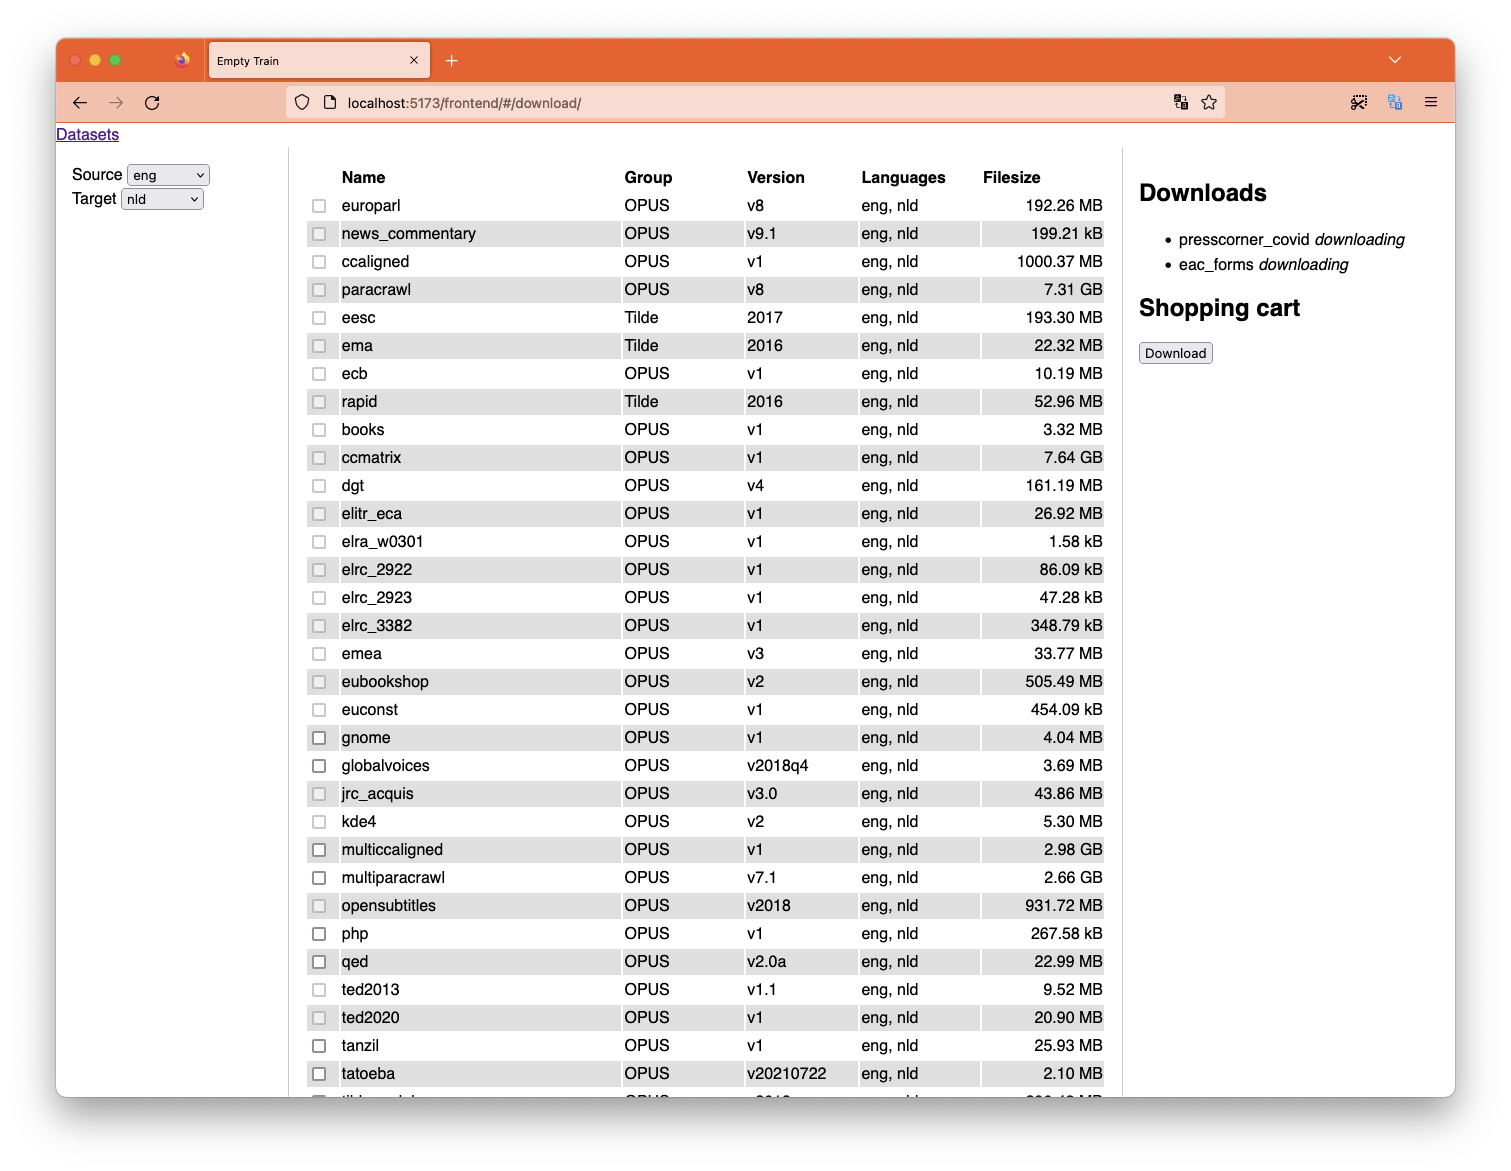 Empty Train
localhost:5173/frontend/#/download/
Datasets
Source eng
Target nld
Name Group Version Languages Filesize
europarl OPUS v8 eng, nld 192.26 MB
news_commentary OPUS v9.1 eng, nld 199.21 kB
ccaligned OPUS v1 eng, nld 1000.37 MB
paracrawl OPUS v8 eng, nld 7.31 GB
eesc Tilde 2017 eng, nld 193.30 MB
ema Tilde 2016 eng, nld 22.32 MB
ecb OPUS v1 eng, nld 10.19 MB
rapid Tilde 2016 eng, nld 52.96 MB
books OPUS v1 eng, nld 3.32 MB
ccmatrix OPUS v1 eng, nld 7.64 GB
dgt OPUS v4 eng, nld 161.19 MB
elitr_eca OPUS v1 eng, nld 26.92 MB
elra_w0301 OPUS v1 eng, nld 1.58 kB
elrc_2922 OPUS v1 eng, nld 86.09 kB
elrc_2923 OPUS v1 eng, nld 47.28 kB
elrc_3382 OPUS v1 eng, nld 348.79 kB
emea OPUS v3 eng, nld 33.77 MB
eubookshop OPUS v2 eng, nld 505.49 MB
euconst OPUS v1 eng, nld 454.09 kB
gnome OPUS v1 eng, nld 4.04 MB
globalvoices OPUS v2018q4 eng, nld 3.69 MB
jrc_acquis OPUS v3.0 eng, nld 43.86 MB
kde4 OPUS v2 eng, nld 5.30 MB
multiccaligned OPUS v1 eng, nld 2.98 GB
multiparacrawl OPUS v7.1 eng, nld 2.66 GB
opensubtitles OPUS v2018 eng, nld 931.72 MB
php OPUS v1 eng, nld 267.58 kB
qed OPUS v2.0a eng, nld 22.99 MB
ted2013 OPUS v1.1 eng, nld 9.52 MB
ted2020 OPUS v1 eng, nld 20.90 MB
tanzil OPUS v1 eng, nld 25.93 MB
tatoeba OPUS v20210722 eng, nld 2.10 MB
Downloads
presscorner_covid downloading
eac_forms downloading
Shopping cart
Download